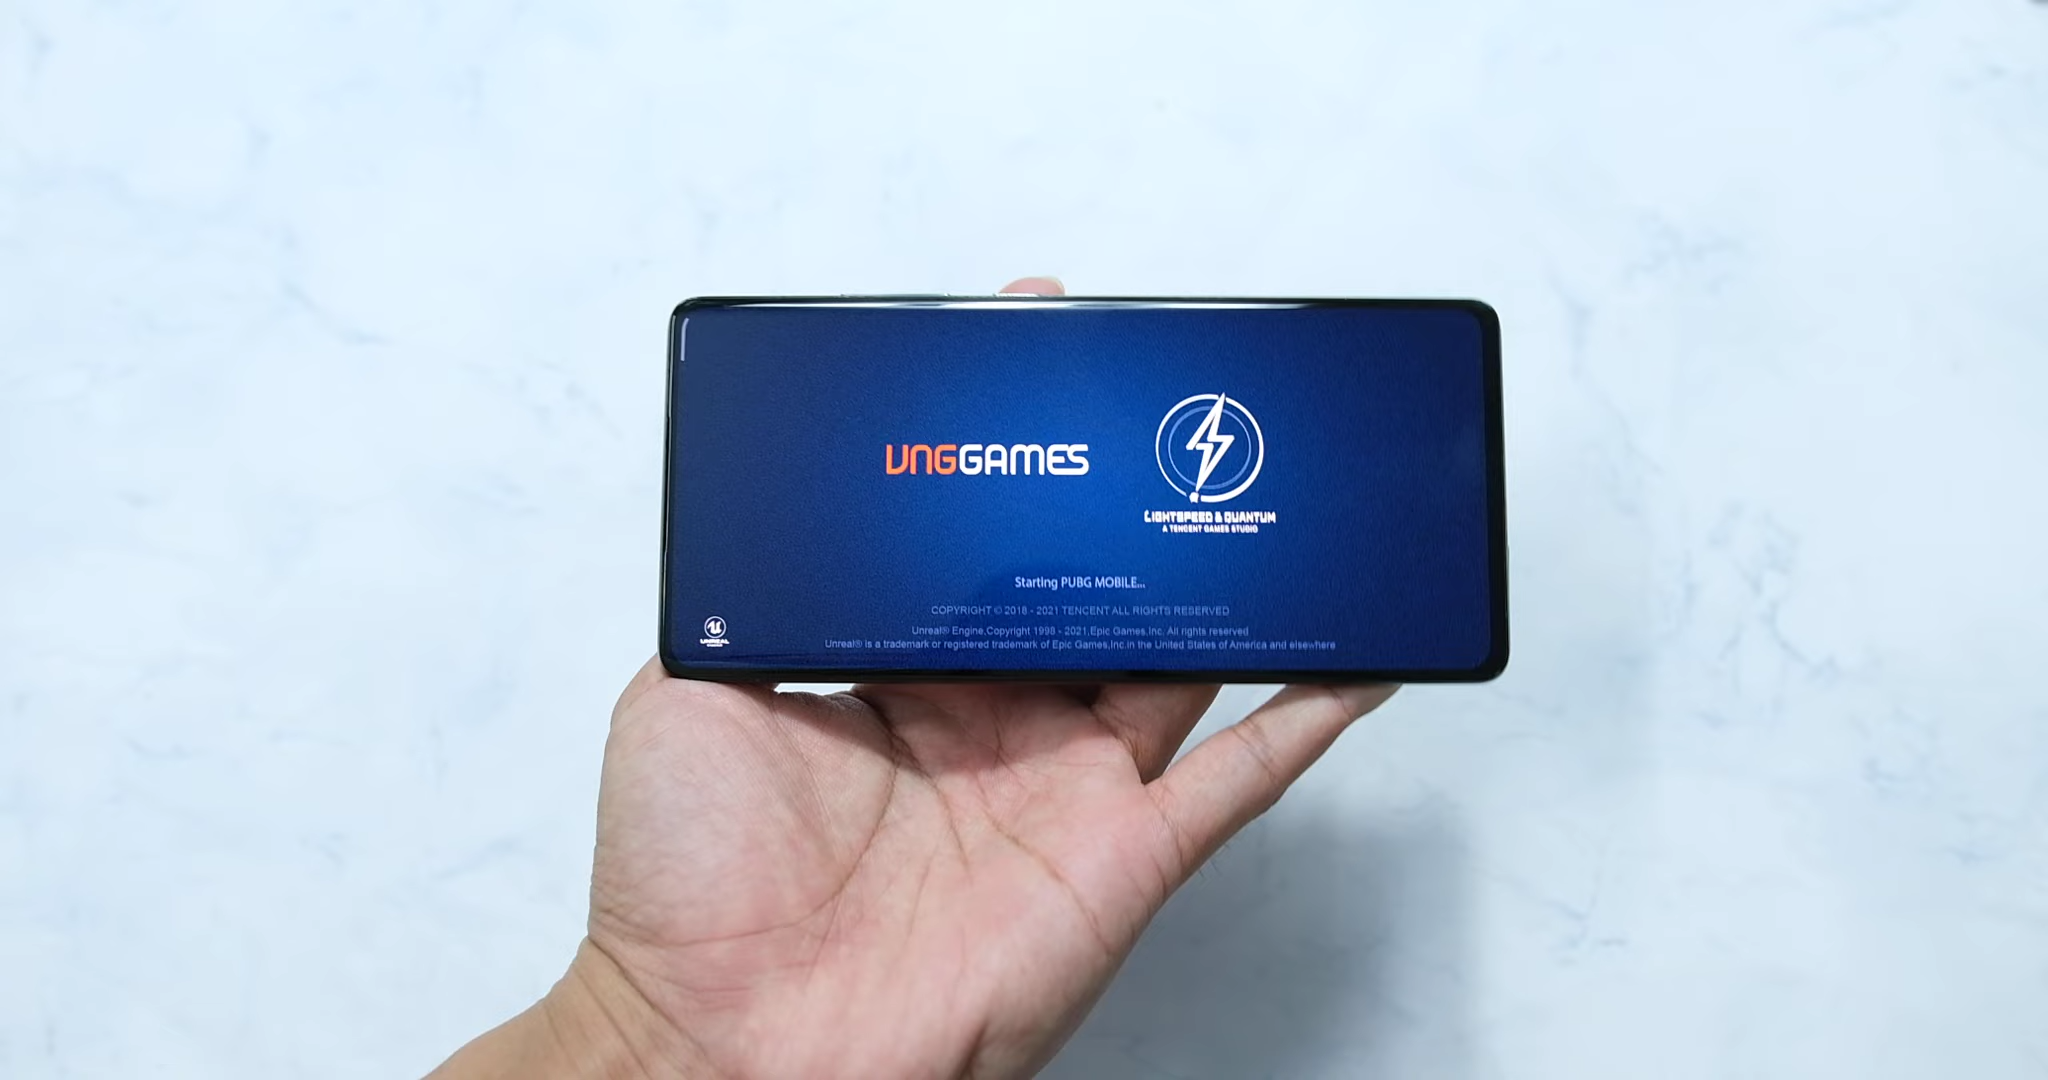 VNGGAMES
LIGHTSPEED & QUANTUM
A TENCENT GAMES STUDIO
Starting PUBG MOBILE...
COPYRIGHT © 2018 - 2021 TENCENT ALL RIGHTS RESERVED
Unreal® Engine,Copyright 1998 - 2021,Epic Games,Inc. All rights reserved
Unreal® is a trademark or registered trademark of Epic Games,Inc.in the United States of America and elsewhere
UNREAL